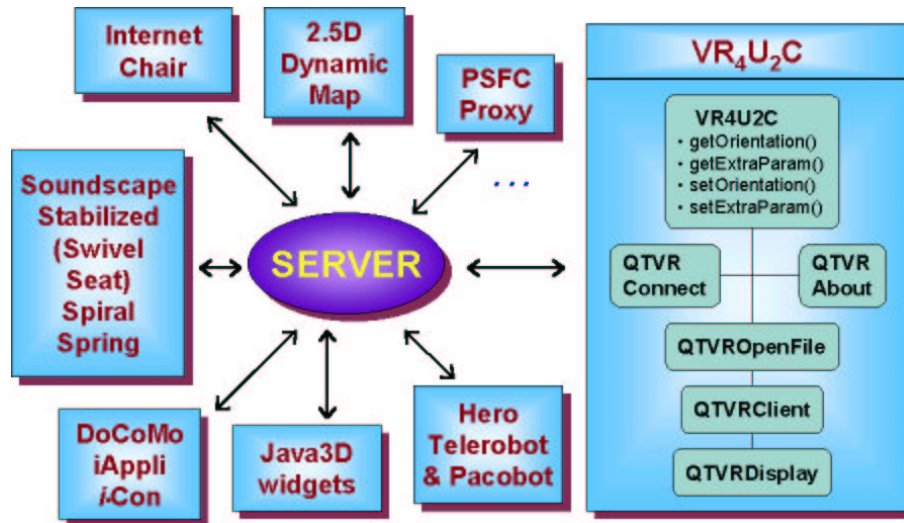 Internet
Chair
2.5D
Dynamic
Map
PSFC
Proxy
...
Soundscape
Stabilized
(Swivel
Seat)
Spiral
Spring
SERVER
DoCoMo
iAppli
i-Con
Java3D
widgets
Hero
Telerobot
& Pacobot
VR₄U₂C
VR4U2C
• getOrientation()
• getExtraParam()
• setOrientation()
• setExtraParam()
QTVR
Connect
QTVR
About
QTVROpenFile
QTVRClient
QTVRDisplay